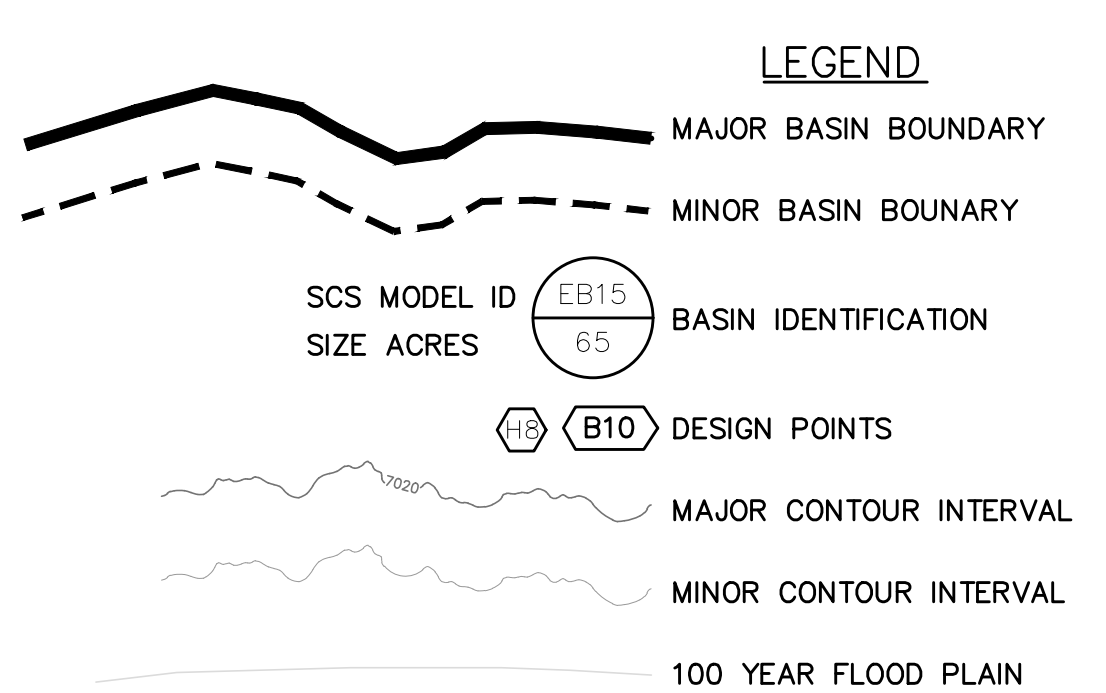 LEGEND
MAJOR BASIN BOUNDARY
MINOR BASIN BOUNARY
SCS MODEL ID EB15
BASIN IDENTIFICATION
SIZE ACRES 65
H8 B10 DESIGN POINTS
7020
MAJOR CONTOUR INTERVAL
MINOR CONTOUR INTERVAL
100 YEAR FLOOD PLAIN